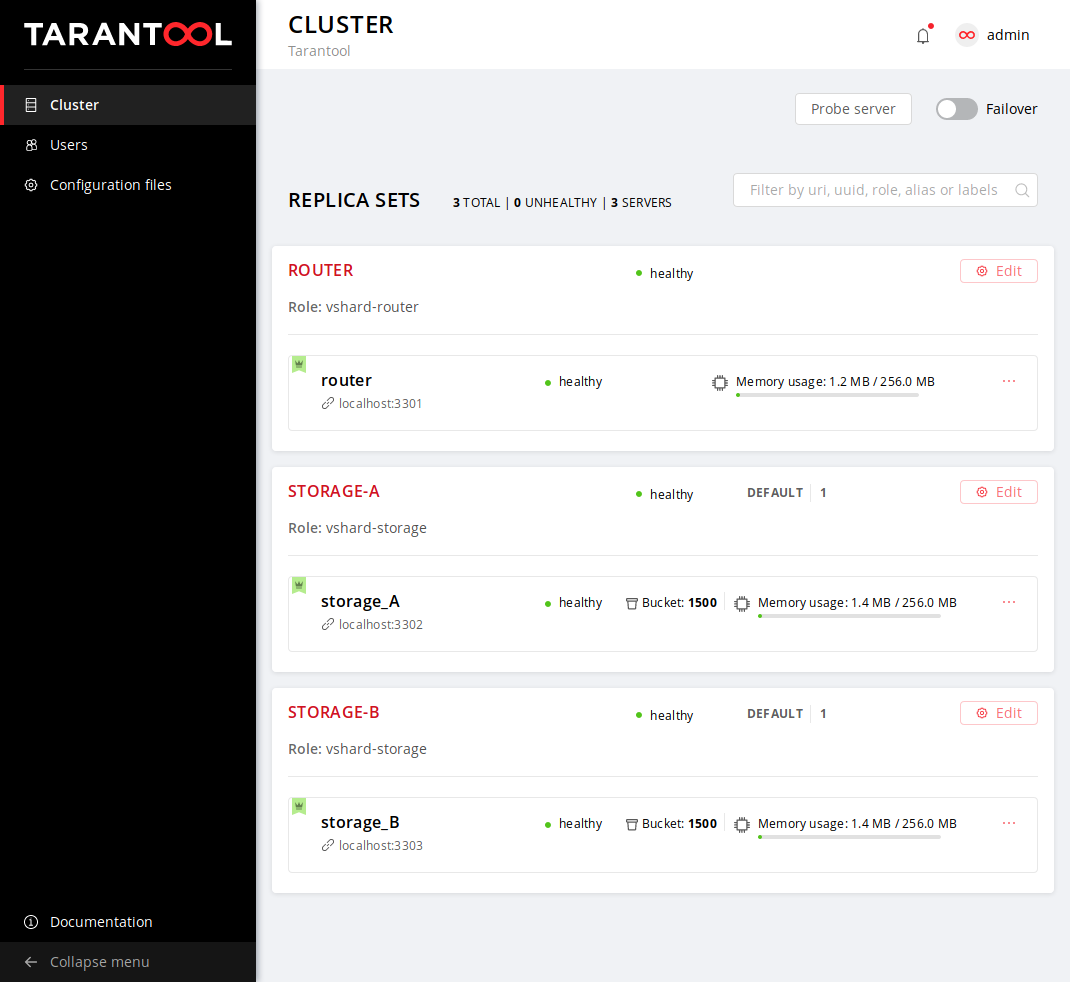 TARANTOOL
CLUSTER
Tarantool
admin
Cluster
Users
Configuration files
Probe server
Failover
REPLICA SETS
3 TOTAL | 0 UNHEALTHY | 3 SERVERS
Filter by uri, uuid, role, alias or labels
ROUTER
healthy
Edit
Role: vshard-router
router
healthy
Memory usage: 1.2 MB / 256.0 MB
...
localhost:3301
STORAGE-A
healthy
DEFAULT 1
Edit
Role: vshard-storage
storage_A
healthy
Bucket: 1500
Memory usage: 1.4 MB / 256.0 MB
...
localhost:3302
STORAGE-B
healthy
DEFAULT 1
Edit
Role: vshard-storage
storage_B
healthy
Bucket: 1500
Memory usage: 1.4 MB / 256.0 MB
...
localhost:3303
Documentation
Collapse menu